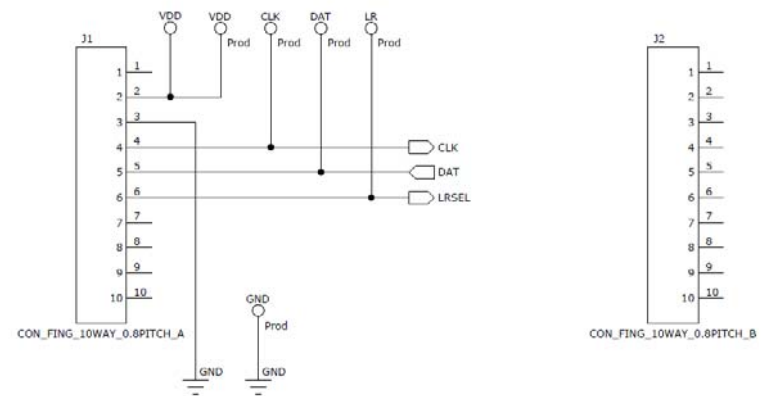 VDD VDD CLK DAT LR
Prod Prod Prod Prod
J1 J2
1 1 1 1
2 2 2 2
3 3 3 3
4 4 CLK 4 4
5 5 DAT 5 5
6 6 LRSEL 6 6
7 7 7 7
8 8 8 8
9 9 9 9
10 10 10 10
GND
Prod
CON_FING_10WAY_0.8PITCH_A CON_FING_10WAY_0.8PITCH_B
GND GND